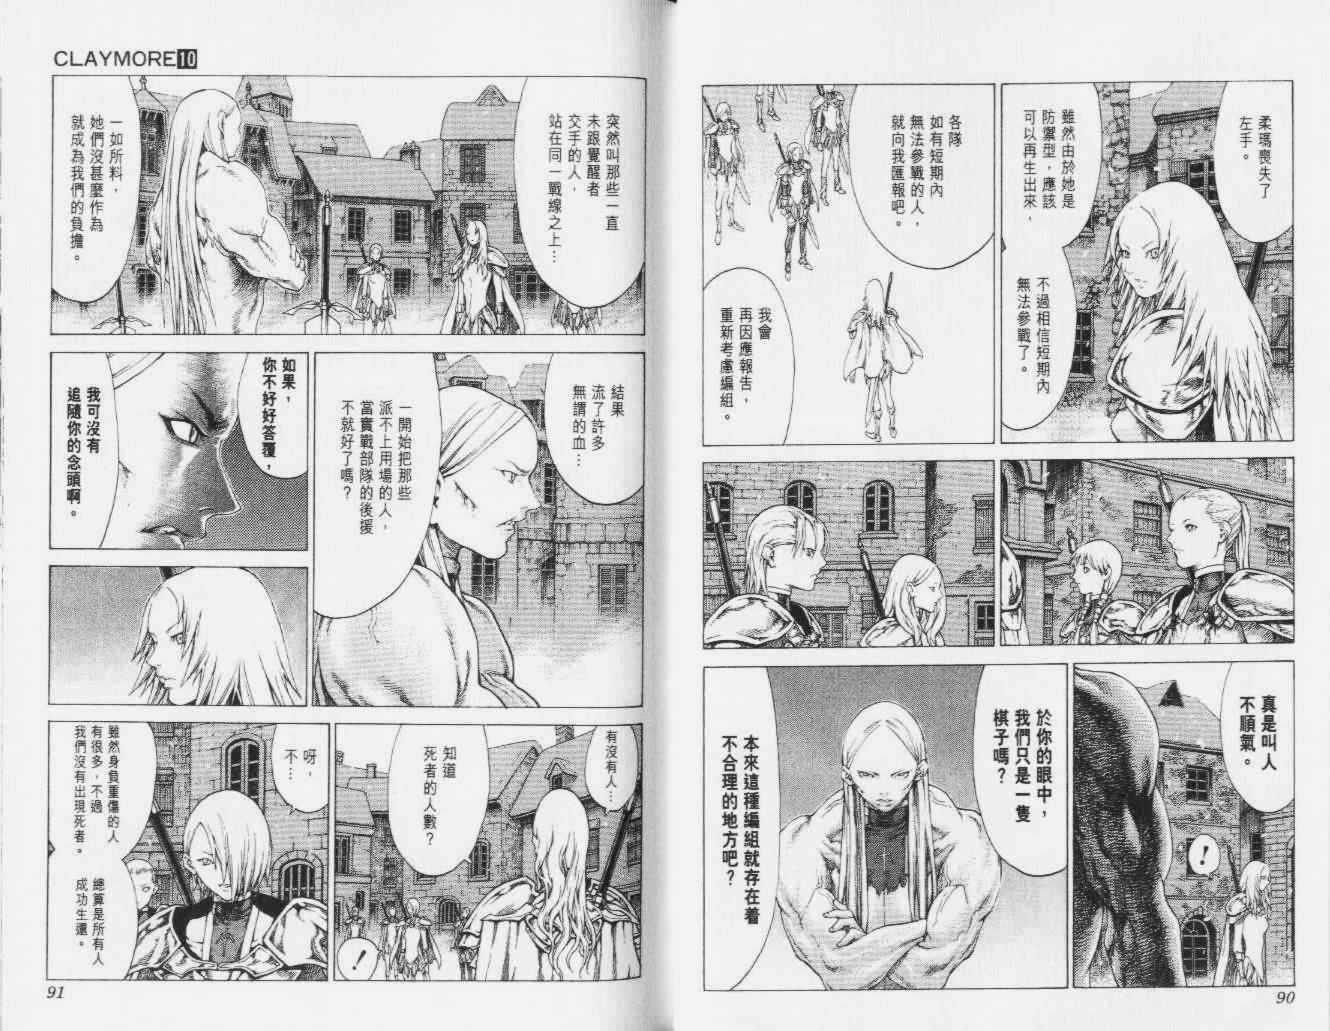 柔瑪喪失了
左手。
雖然由於她是
防禦型，應該
可以再生出來，
不過相信短期內
無法參戰了。
各隊
如有短期內
無法參戰的人，
就向我匯報吧。
我會
再因應報告，
重新考慮編組。
真是叫人
不順氣。
！
於你的眼中，
我們只是一隻
棋子嗎？
本來這種編組就存在着
不合理的地方吧？
90
CLAYMORE10
突然叫那些一直
未跟覺醒者
交手的人，
站在同一戰線之上…
一如所料，
她們沒甚麼作為
就成為我們的負擔。
結果
流了許多
無謂的血…
一開始把那些
派不上用場的人，
當實戰部隊的後援
不就好了嗎？
如果，
你不好好答覆，
我可沒有
追隨你的念頭啊。
有沒有人…
知道
死者的人數？
！
呀，
不…
雖然身負重傷的人
有很多，不過
我們沒有出現死者。
總算是所有人
成功生還。
91